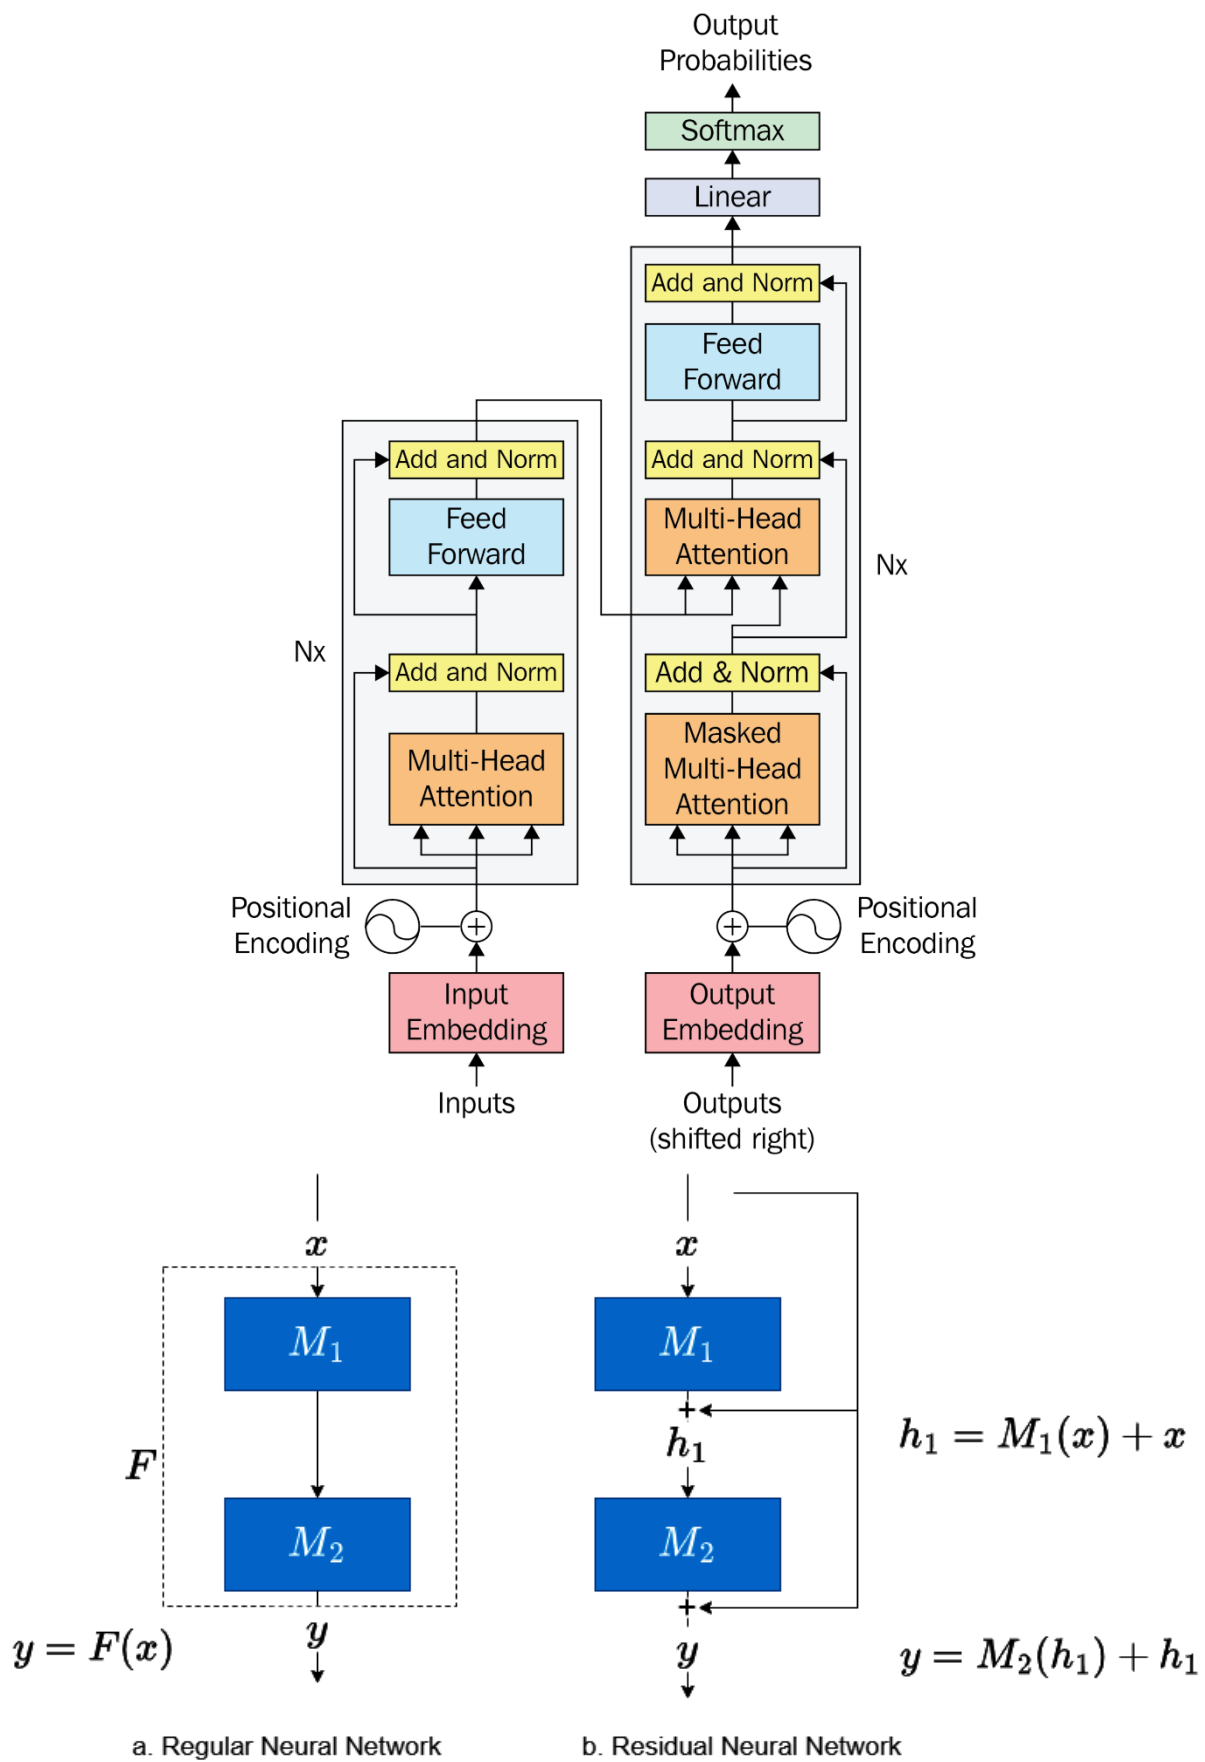 Output
Probabilities
Softmax
Linear
Add and Norm
Feed
Forward
Add and Norm
Multi-Head
Attention
Nx
Add & Norm
Masked
Multi-Head
Attention
Add and Norm
Feed
Forward
Nx
Add and Norm
Multi-Head
Attention
Positional
Encoding
+
+
Positional
Encoding
Input
Embedding
Output
Embedding
Inputs
Outputs
(shifted right)
x
M₁
F
M₂
y
y = F(x)
a. Regular Neural Network
x
M₁
+
h₁
h₁ = M₁(x) + x
M₂
+
y
y = M₂(h₁) + h₁
b. Residual Neural Network